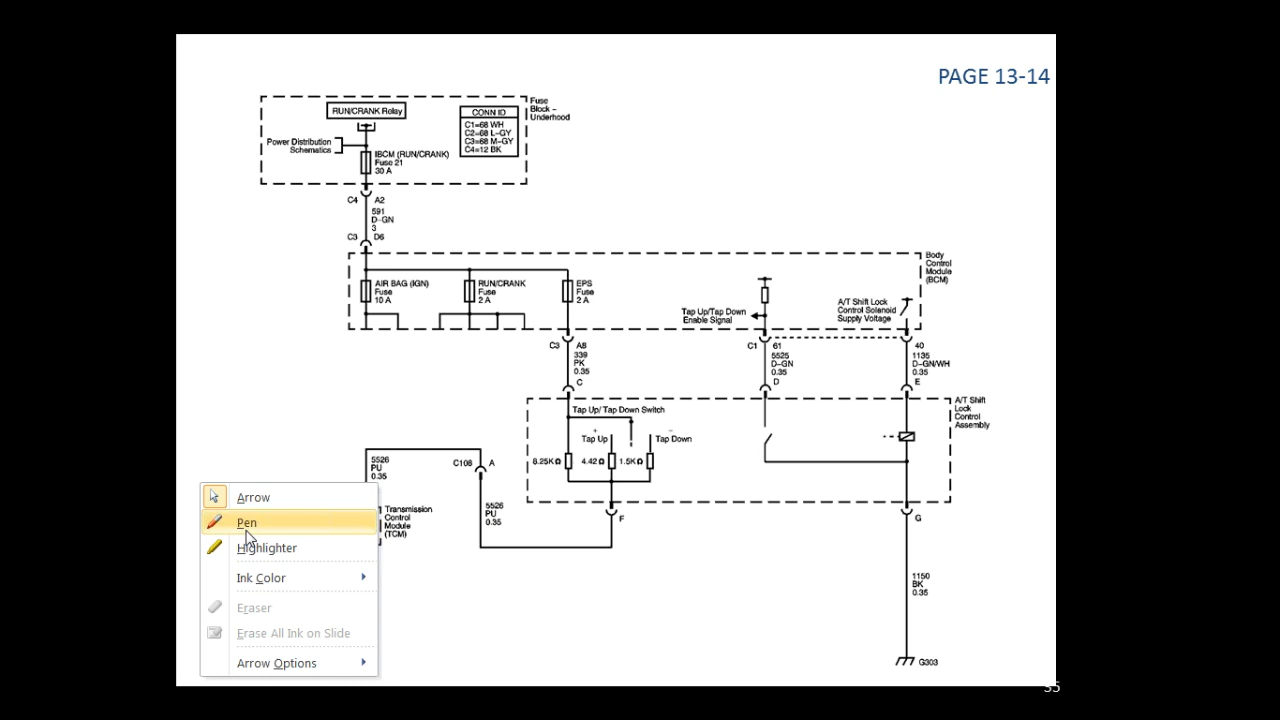 PAGE 13-14
RUN/CRANK Relay
CONN ID
C1=68 WH
C2=68 L-GY
C3=68 M-GY
C4=12 BK
Fuse
Block –
Underhood
Power Distribution
Schematics
IBCM (RUN/CRANK)
Fuse 21
30 A
C4 A2
591
D-GN
3
C3 D6
Body
Control
Module
(BCM)
AIR BAG (IGN)
Fuse
10 A
RUN/CRANK
Fuse
2 A
EPS
Fuse
2 A
Tap Up/Tap Down
Enable Signal
A/T Shift Lock
Control Solenoid
Supply Voltage
C3 A8
339
PK
0.35
C
C1 61
5525
D-GN
0.35
D
40
1135
D-GN/WH
0.35
E
A/T Shift
Lock
Control
Assembly
Tap Up/ Tap Down Switch
+
Tap Up
–
Tap Down
8.25K Ω
4.42 Ω
1.5K Ω
F
G
5526
PU
0.35
C108 A
5526
PU
0.35
Transmission
Control
Module
(TCM)
1150
BK
0.35
G303
Arrow
Pen
Highlighter
Ink Color
Eraser
Erase All Ink on Slide
Arrow Options
35